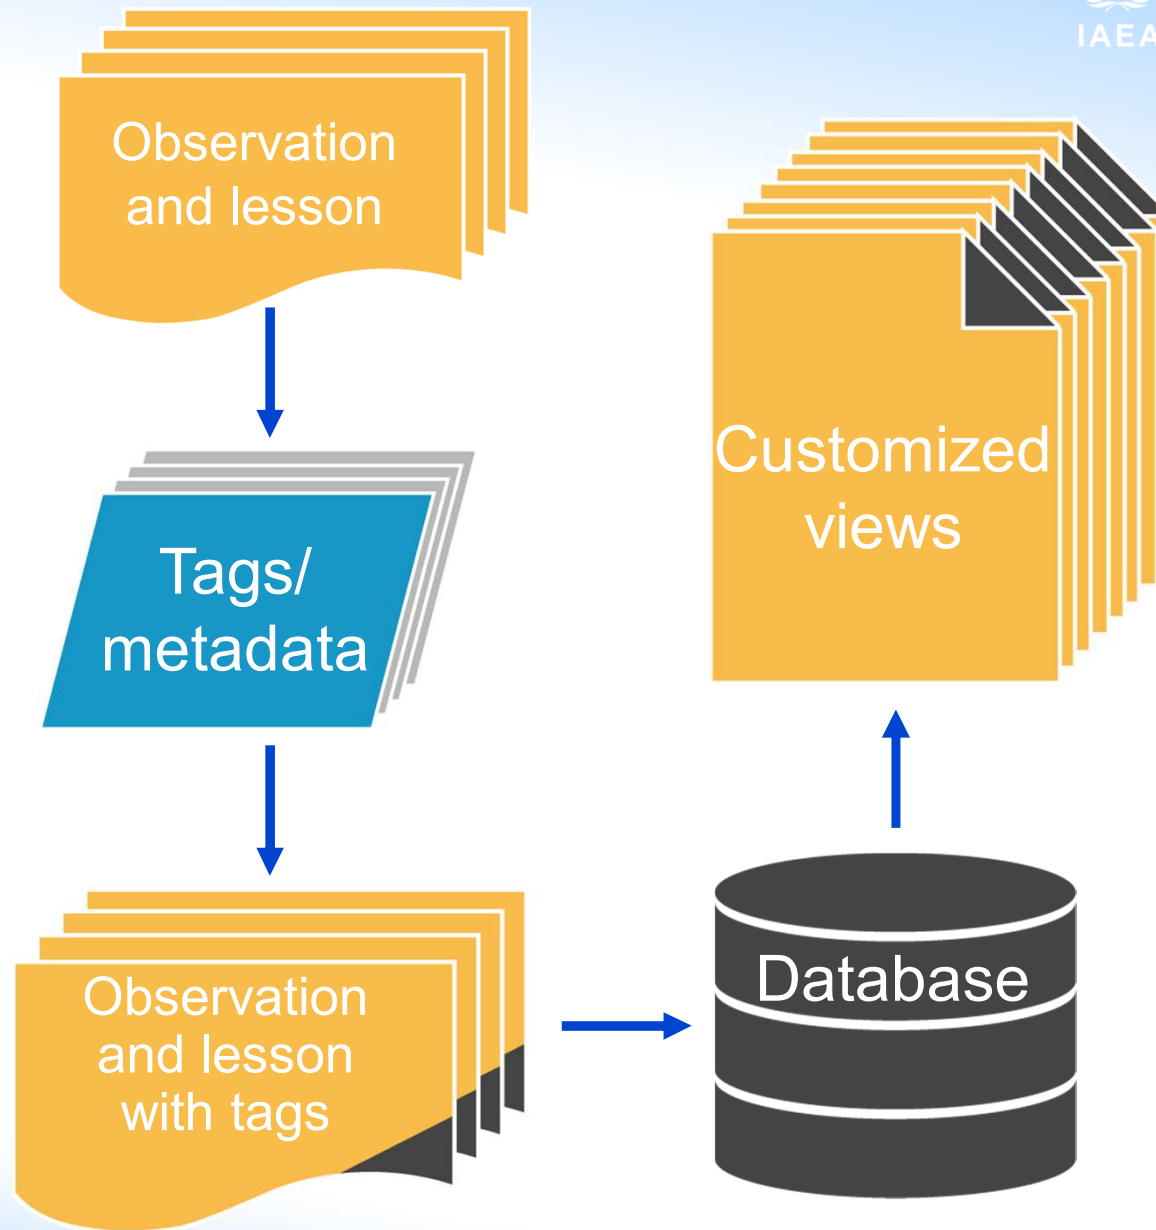 IAEA
Observation
and lesson
Tags/
metadata
Observation
and lesson
with tags
Database
Customized
views